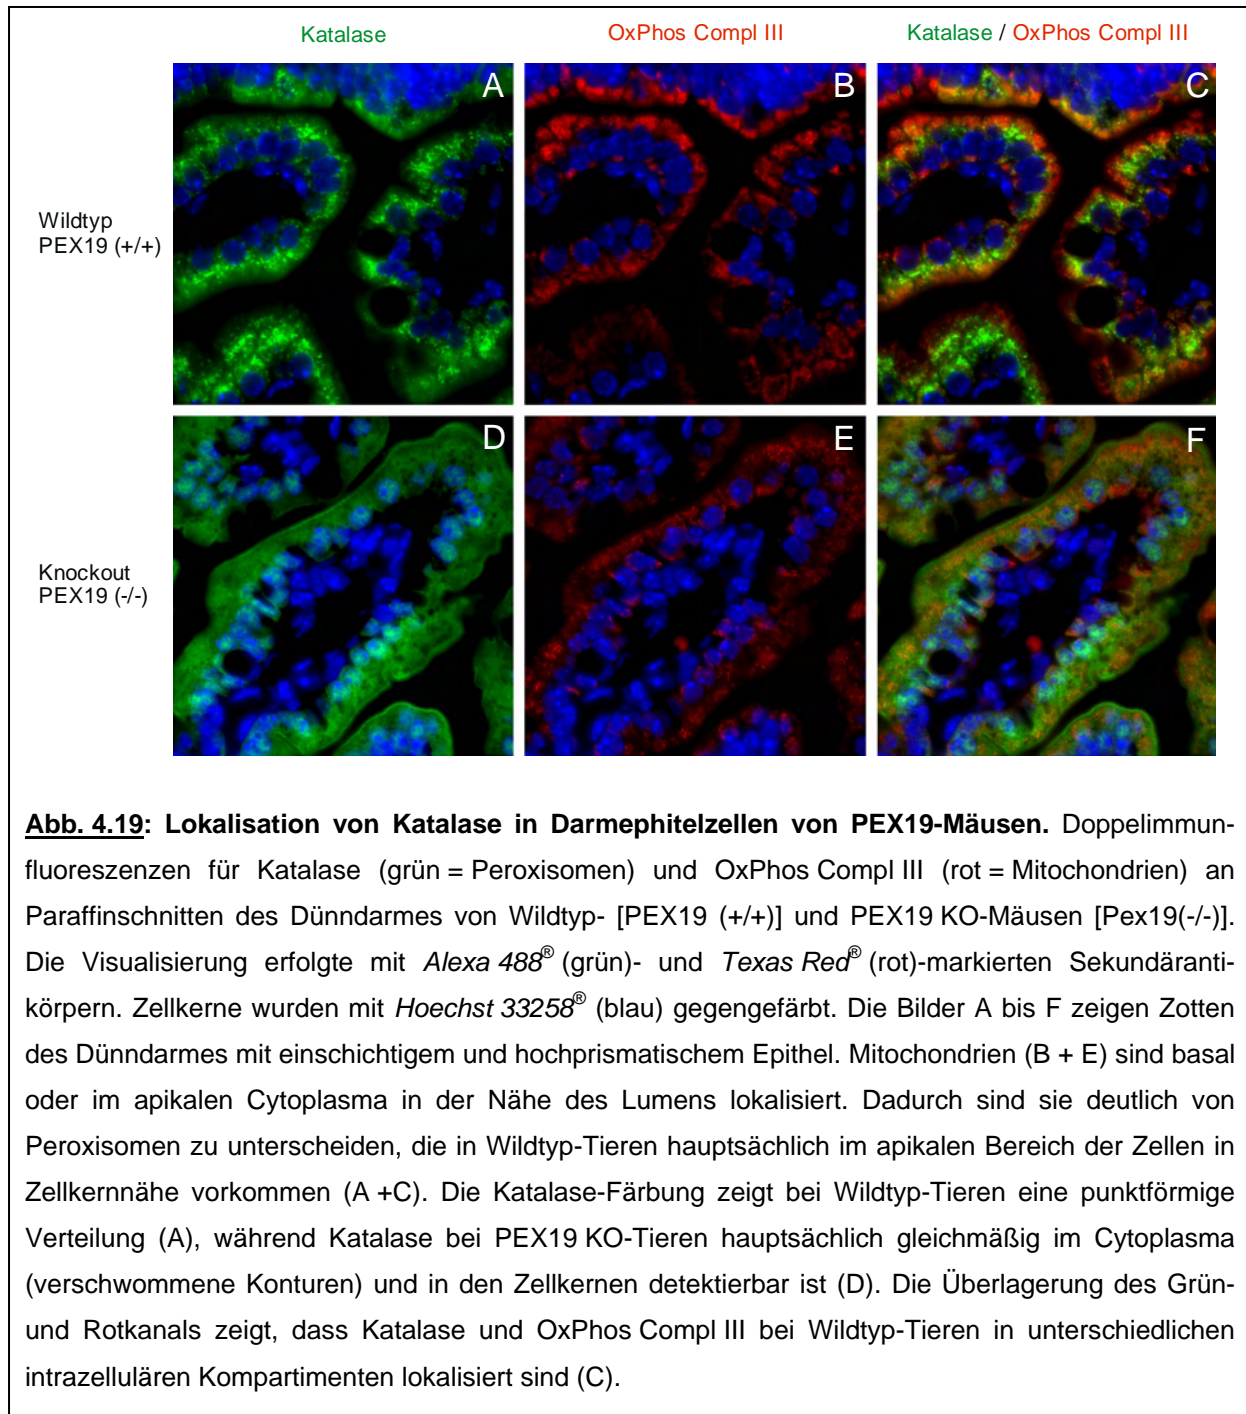 Katalase OxPhos Compl III Katalase / OxPhos Compl III
A B C
Wildtyp
PEX19 (+/+)
D E F
Knockout
PEX19 (-/-)
Abb. 4.19: Lokalisation von Katalase in Darmephitelzellen von PEX19-Mäusen. Doppelimmun-
fluoreszenzen für Katalase (grün = Peroxisomen) und OxPhos Compl III (rot = Mitochondrien) an
Paraffinschnitten des Dünndarmes von Wildtyp- [PEX19 (+/+)] und PEX19 KO-Mäusen [Pex19(-/-)].
Die Visualisierung erfolgte mit Alexa 488® (grün)- und Texas Red® (rot)-markierten Sekundäranti-
körpern. Zellkerne wurden mit Hoechst 33258® (blau) gegengefärbt. Die Bilder A bis F zeigen Zotten
des Dünndarmes mit einschichtigem und hochprismatischem Epithel. Mitochondrien (B + E) sind basal
oder im apikalen Cytoplasma in der Nähe des Lumens lokalisiert. Dadurch sind sie deutlich von
Peroxisomen zu unterscheiden, die in Wildtyp-Tieren hauptsächlich im apikalen Bereich der Zellen in
Zellkernnähe vorkommen (A +C). Die Katalase-Färbung zeigt bei Wildtyp-Tieren eine punktförmige
Verteilung (A), während Katalase bei PEX19 KO-Tieren hauptsächlich gleichmäßig im Cytoplasma
(verschwommene Konturen) und in den Zellkernen detektierbar ist (D). Die Überlagerung des Grün-
und Rotkanals zeigt, dass Katalase und OxPhos Compl III bei Wildtyp-Tieren in unterschiedlichen
intrazellulären Kompartimenten lokalisiert sind (C).